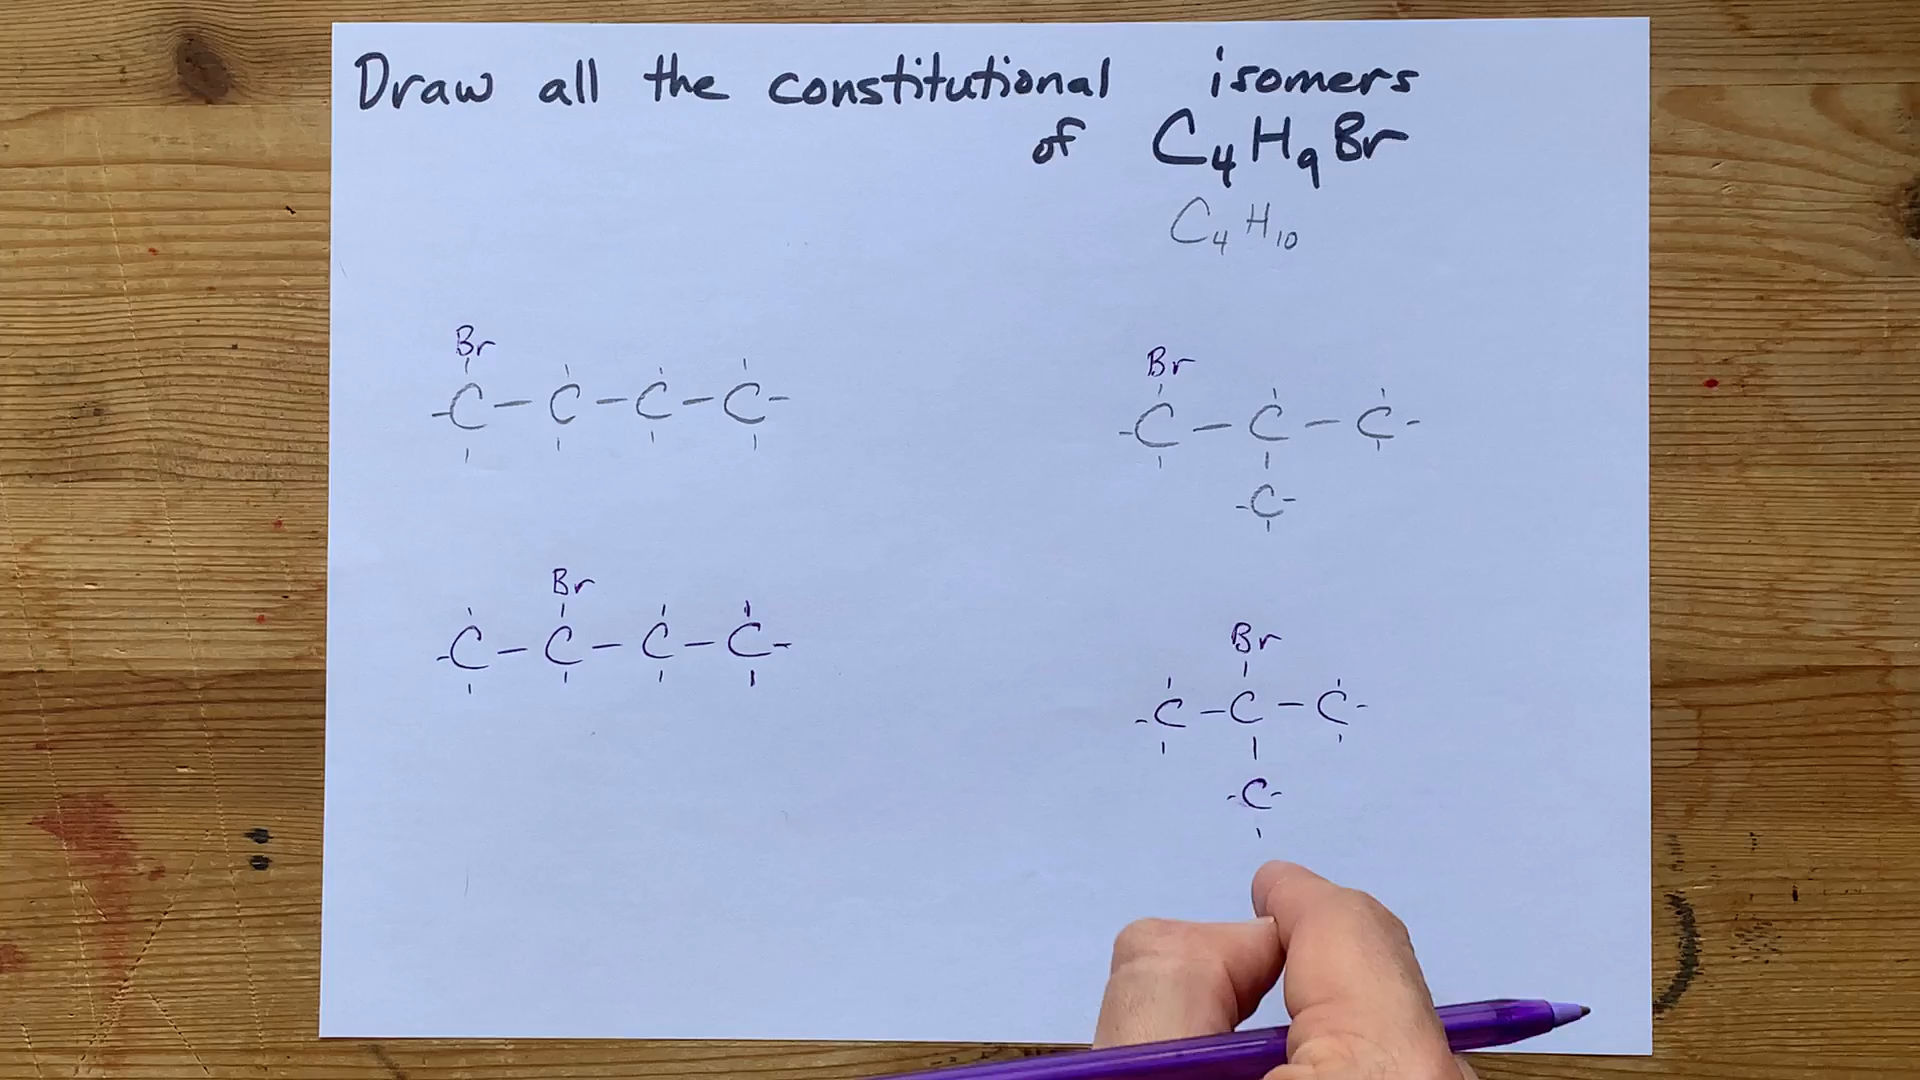 Draw all the constitutional isomers
of C₄H₉Br
C₄H₁₀
Br
-C-C-C-C-
Br
-C-C-C-
-C-
Br
-C-C-C-C-
Br
-C-C-C-
-C-